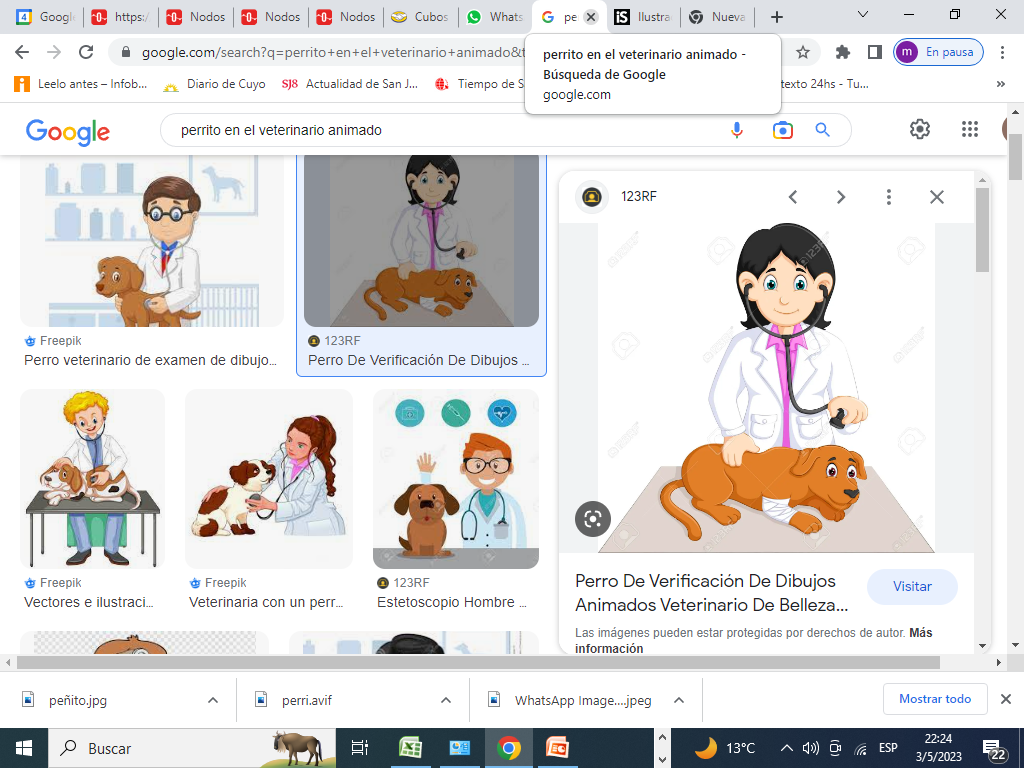 Google
https:/
Nodos
Nodos
Nodos
Cubos
Whats
pe
Ilustra
Nueva
google.com/search?q=perrito+en+el+veterinario+animado&t
En pausa
perrito en el veterinario animado -
Búsqueda de Google
google.com
Leelo antes – Infob...
Diario de Cuyo
SJ8
Actualidad de San J...
Tiempo de S
texto 24hs - Tu...
Google
perrito en el veterinario animado
123RF
Freepik
Perro veterinario de examen de dibujo...
123RF
Perro De Verificación De Dibujos ...
Freepik
Vectores e ilustraci...
Freepik
Veterinaria con un perr...
123RF
Estetoscopio Hombre ...
Perro De Verificación De Dibujos
Animados Veterinario De Belleza...
Visitar
Las imágenes pueden estar protegidas por derechos de autor. Más
información
peñito.jpg
perri.avif
WhatsApp Image....jpeg
Mostrar todo
Buscar
13°C
ESP
22:24
3/5/2023
22